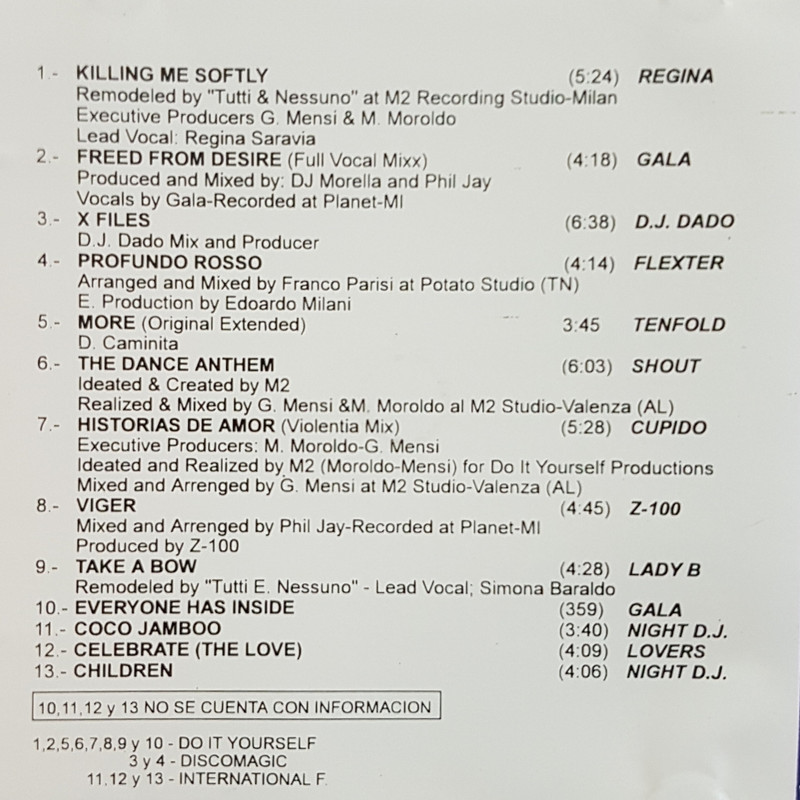 1.- KILLING ME SOFTLY (5:24) REGINA
Remodeled by "Tutti & Nessuno" at M2 Recording Studio-Milan
Executive Producers G. Mensi & M. Moroldo
Lead Vocal: Regina Saravia
2.- FREED FROM DESIRE (Full Vocal Mixx) (4:18) GALA
Produced and Mixed by: DJ Morella and Phil Jay
Vocals by Gala-Recorded at Planet-MI
3.- X FILES (6:38) D.J. DADO
D.J. Dado Mix and Producer
4.- PROFUNDO ROSSO (4:14) FLEXTER
Arranged and Mixed by Franco Parisi at Potato Studio (TN)
E. Production by Edoardo Milani
5.- MORE (Original Extended) 3:45 TENFOLD
D. Caminita
6.- THE DANCE ANTHEM (6:03) SHOUT
Ideated & Created by M2
Realized & Mixed by G. Mensi &M. Moroldo al M2 Studio-Valenza (AL)
7.- HISTORIAS DE AMOR (Violentia Mix) (5:28) CUPIDO
Executive Producers: M. Moroldo-G. Mensi
Ideated and Realized by M2 (Moroldo-Mensi) for Do It Yourself Productions
Mixed and Arrenged by G. Mensi at M2 Studio-Valenza (AL)
8.- VIGER (4:45) Z-100
Mixed and Arrenged by Phil Jay-Recorded at Planet-MI
Produced by Z-100
9.- TAKE A BOW (4:28) LADY B
Remodeled by "Tutti E. Nessuno" - Lead Vocal; Simona Baraldo
10.- EVERYONE HAS INSIDE (359) GALA
11.- COCO JAMBOO (3:40) NIGHT D.J.
12.- CELEBRATE (THE LOVE) (4:09) LOVERS
13.- CHILDREN (4:06) NIGHT D.J.
10,11,12 y 13 NO SE CUENTA CON INFORMACION
1,2,5,6,7,8,9 y 10 - DO IT YOURSELF
3 y 4 - DISCOMAGIC
11,12 y 13 - INTERNATIONAL F.